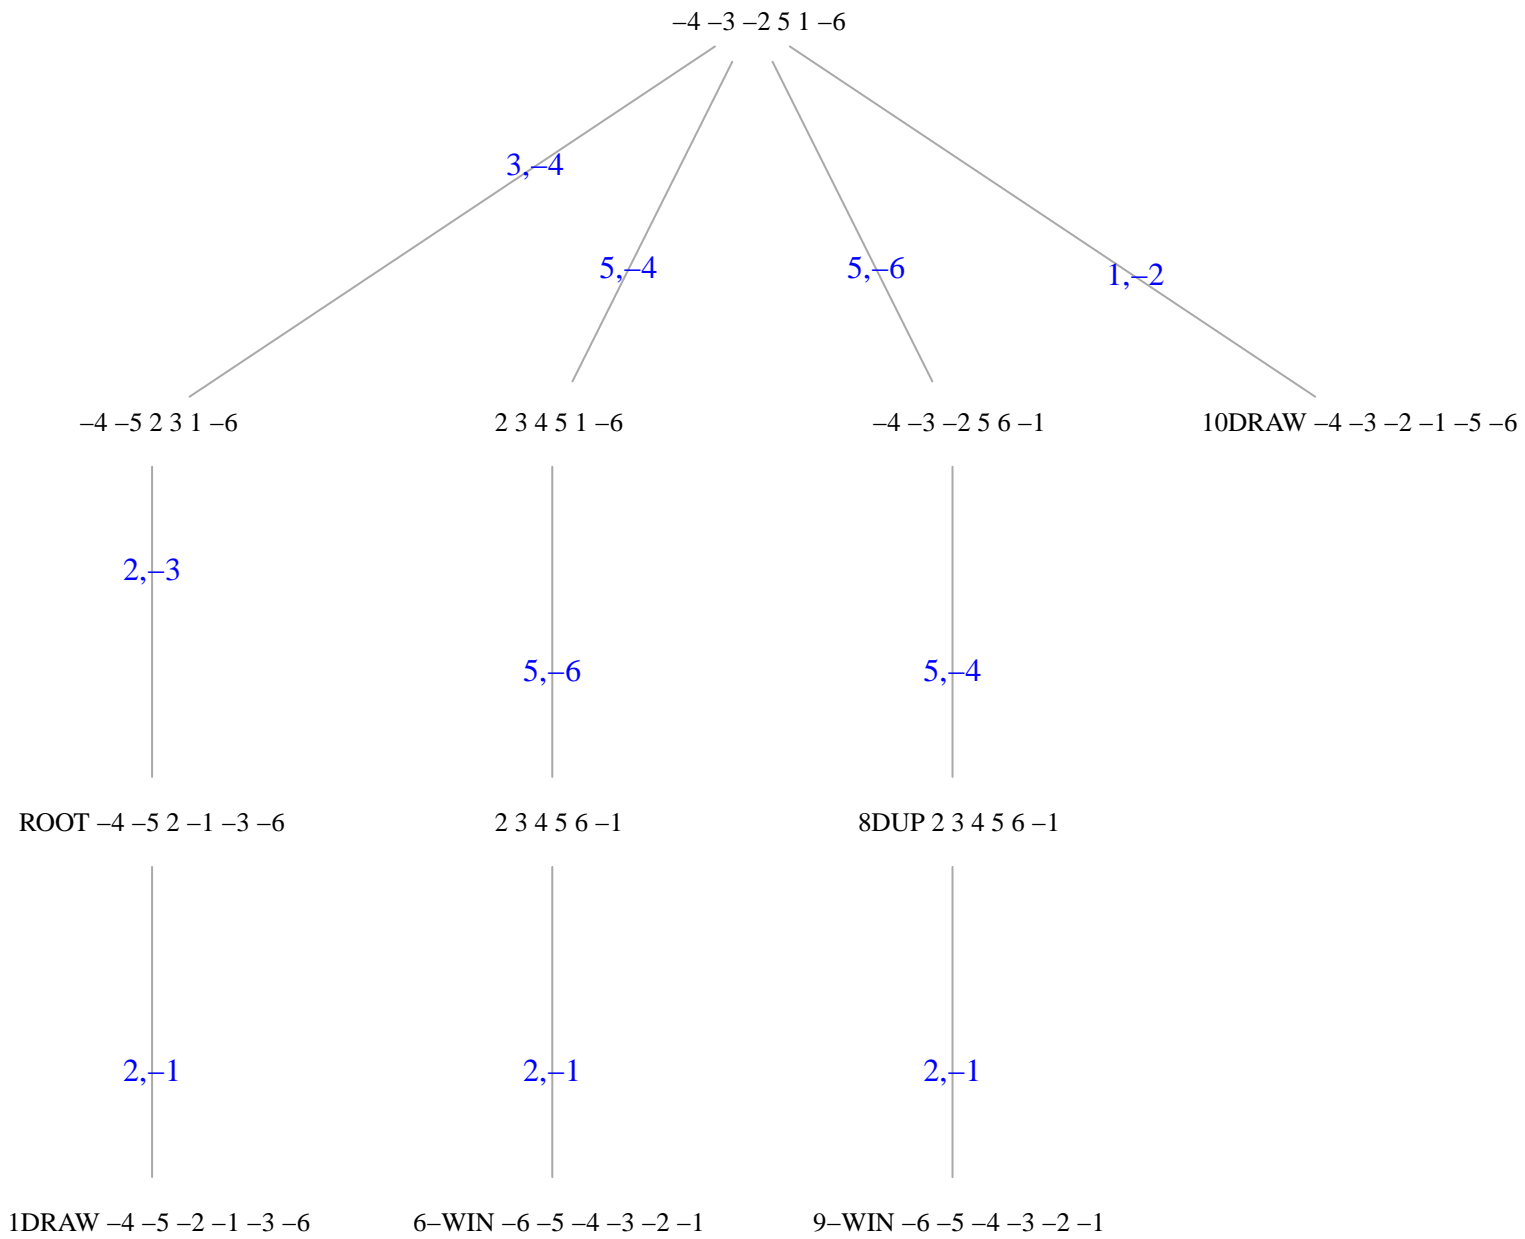 –4 –3 –2 5 1 –6
3,–4
5,–4
5,–6
1,–2
–4 –5 2 3 1 –6
2 3 4 5 1 –6
–4 –3 –2 5 6 –1
10DRAW –4 –3 –2 –1 –5 –6
2,–3
5,–6
5,–4
ROOT –4 –5 2 –1 –3 –6
2 3 4 5 6 –1
8DUP 2 3 4 5 6 –1
2,–1
2,–1
2,–1
1DRAW –4 –5 –2 –1 –3 –6
6–WIN –6 –5 –4 –3 –2 –1
9–WIN –6 –5 –4 –3 –2 –1